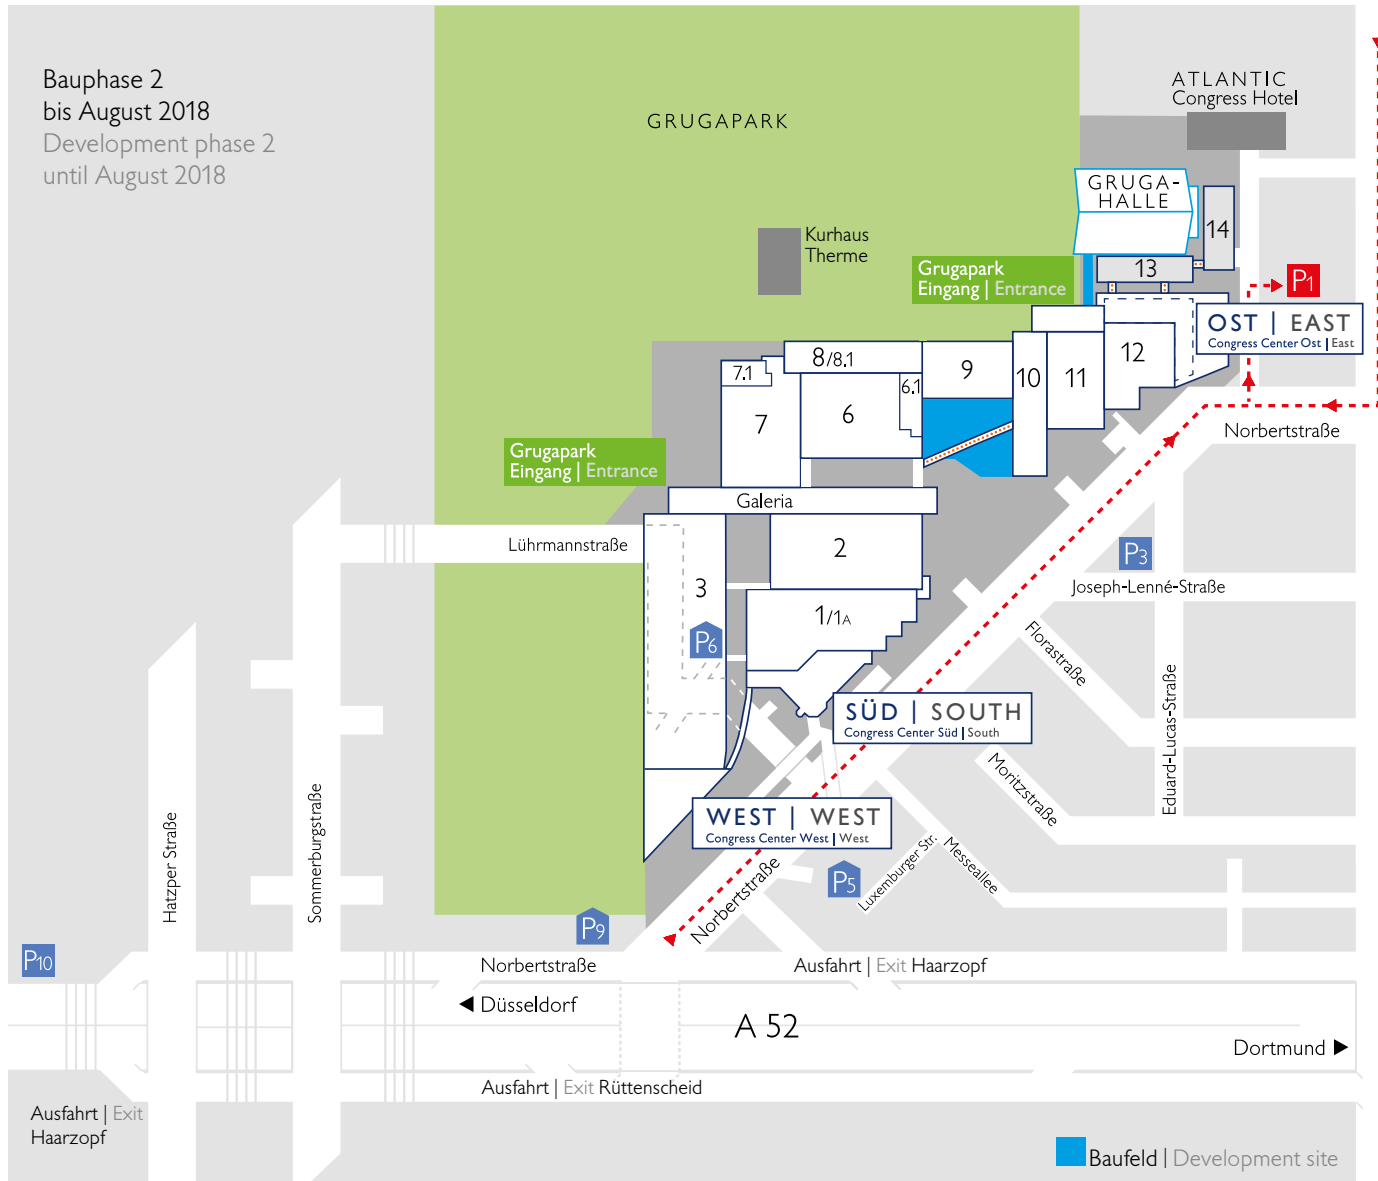 Bauphase 2
bis August 2018
Development phase 2
until August 2018
GRUGAPARK
ATLANTIC
Congress Hotel
GRUGA-
HALLE
14
13
Kurhaus
Therme
Grugapark
Eingang | Entrance
P1
OST | EAST
Congress Center Ost | East
8/8.1
7.1
9
10
11
12
6.1
6
7
Norbertstraße
Grugapark
Eingang | Entrance
Galeria
Lührmannstraße
2
3
P3
Joseph-Lenné-Straße
1/1A
P6
Florastraße
Eduard-Lucas-Straße
SÜD | SOUTH
Congress Center Süd | South
Moritzstraße
WEST | WEST
Congress Center West | West
Hatzper Straße
Sommerburgstraße
Luxemburger Str.
Messeallee
P5
Norbertstraße
P9
P10
Norbertstraße
Ausfahrt | Exit Haarzopf
Düsseldorf
A 52
Dortmund
Ausfahrt | Exit Rüttenscheid
Ausfahrt | Exit
Haarzopf
Baufeld | Development site